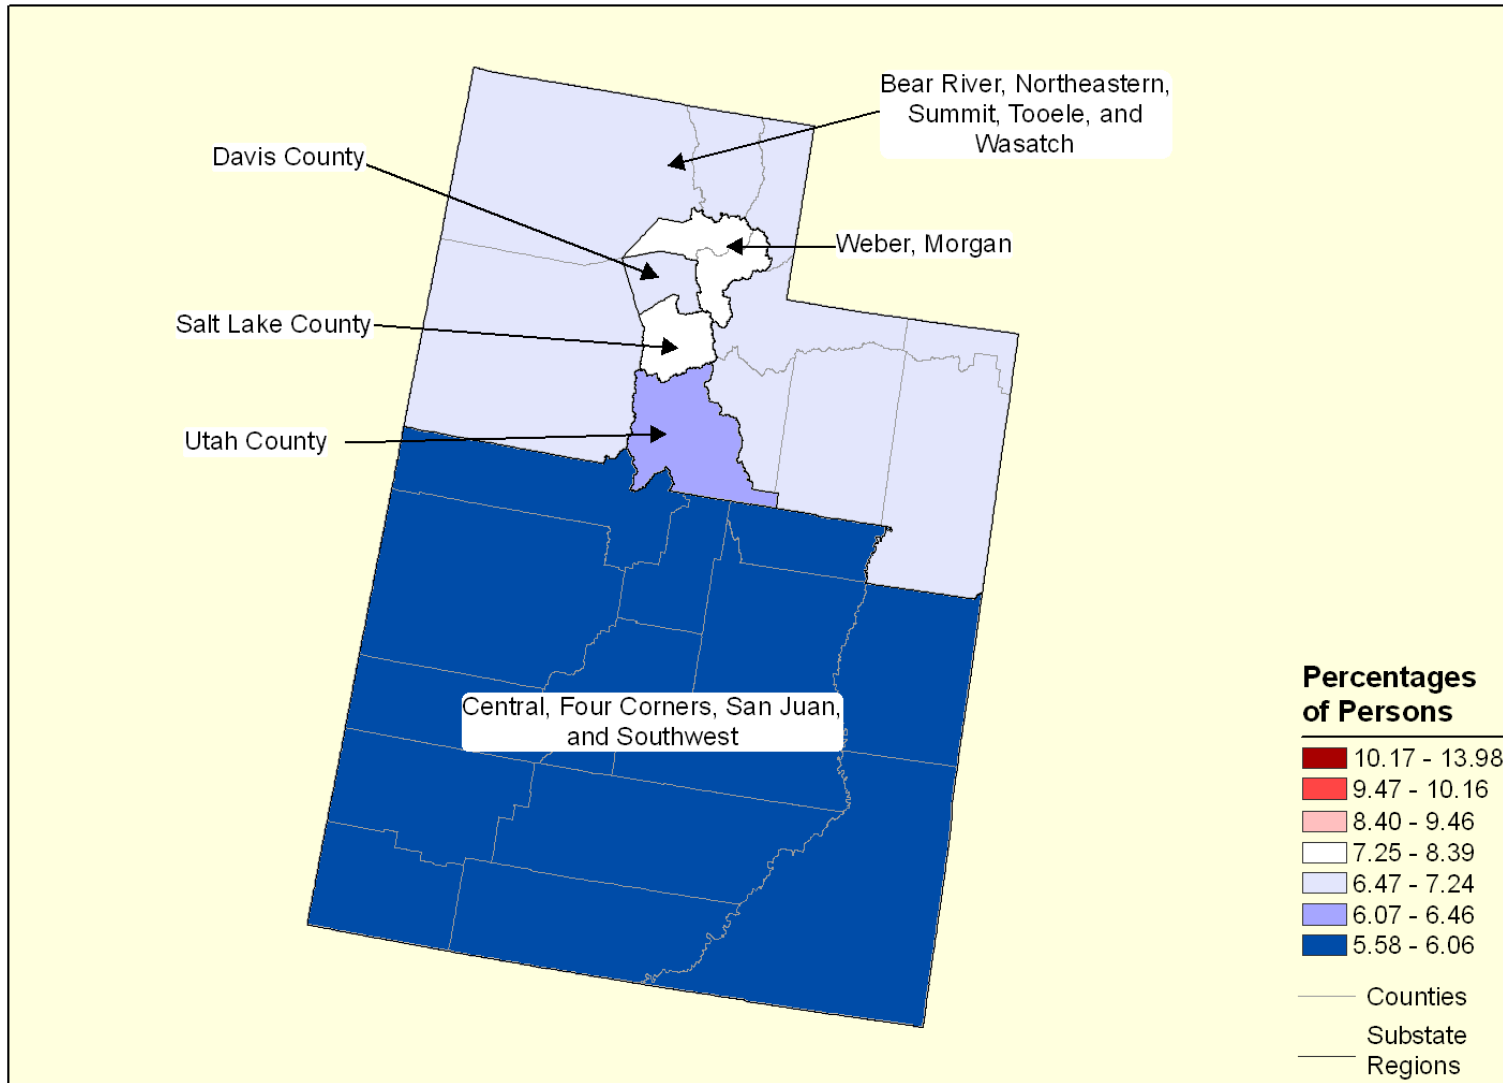 Bear River, Northeastern,
Summit, Tooele, and
Wasatch
Davis County
Weber, Morgan
Salt Lake County
Utah County
Central, Four Corners, San Juan,
and Southwest
Percentages
of Persons
10.17 - 13.98
9.47 - 10.16
8.40 - 9.46
7.25 - 8.39
6.47 - 7.24
6.07 - 6.46
5.58 - 6.06
Counties
Substate
Regions